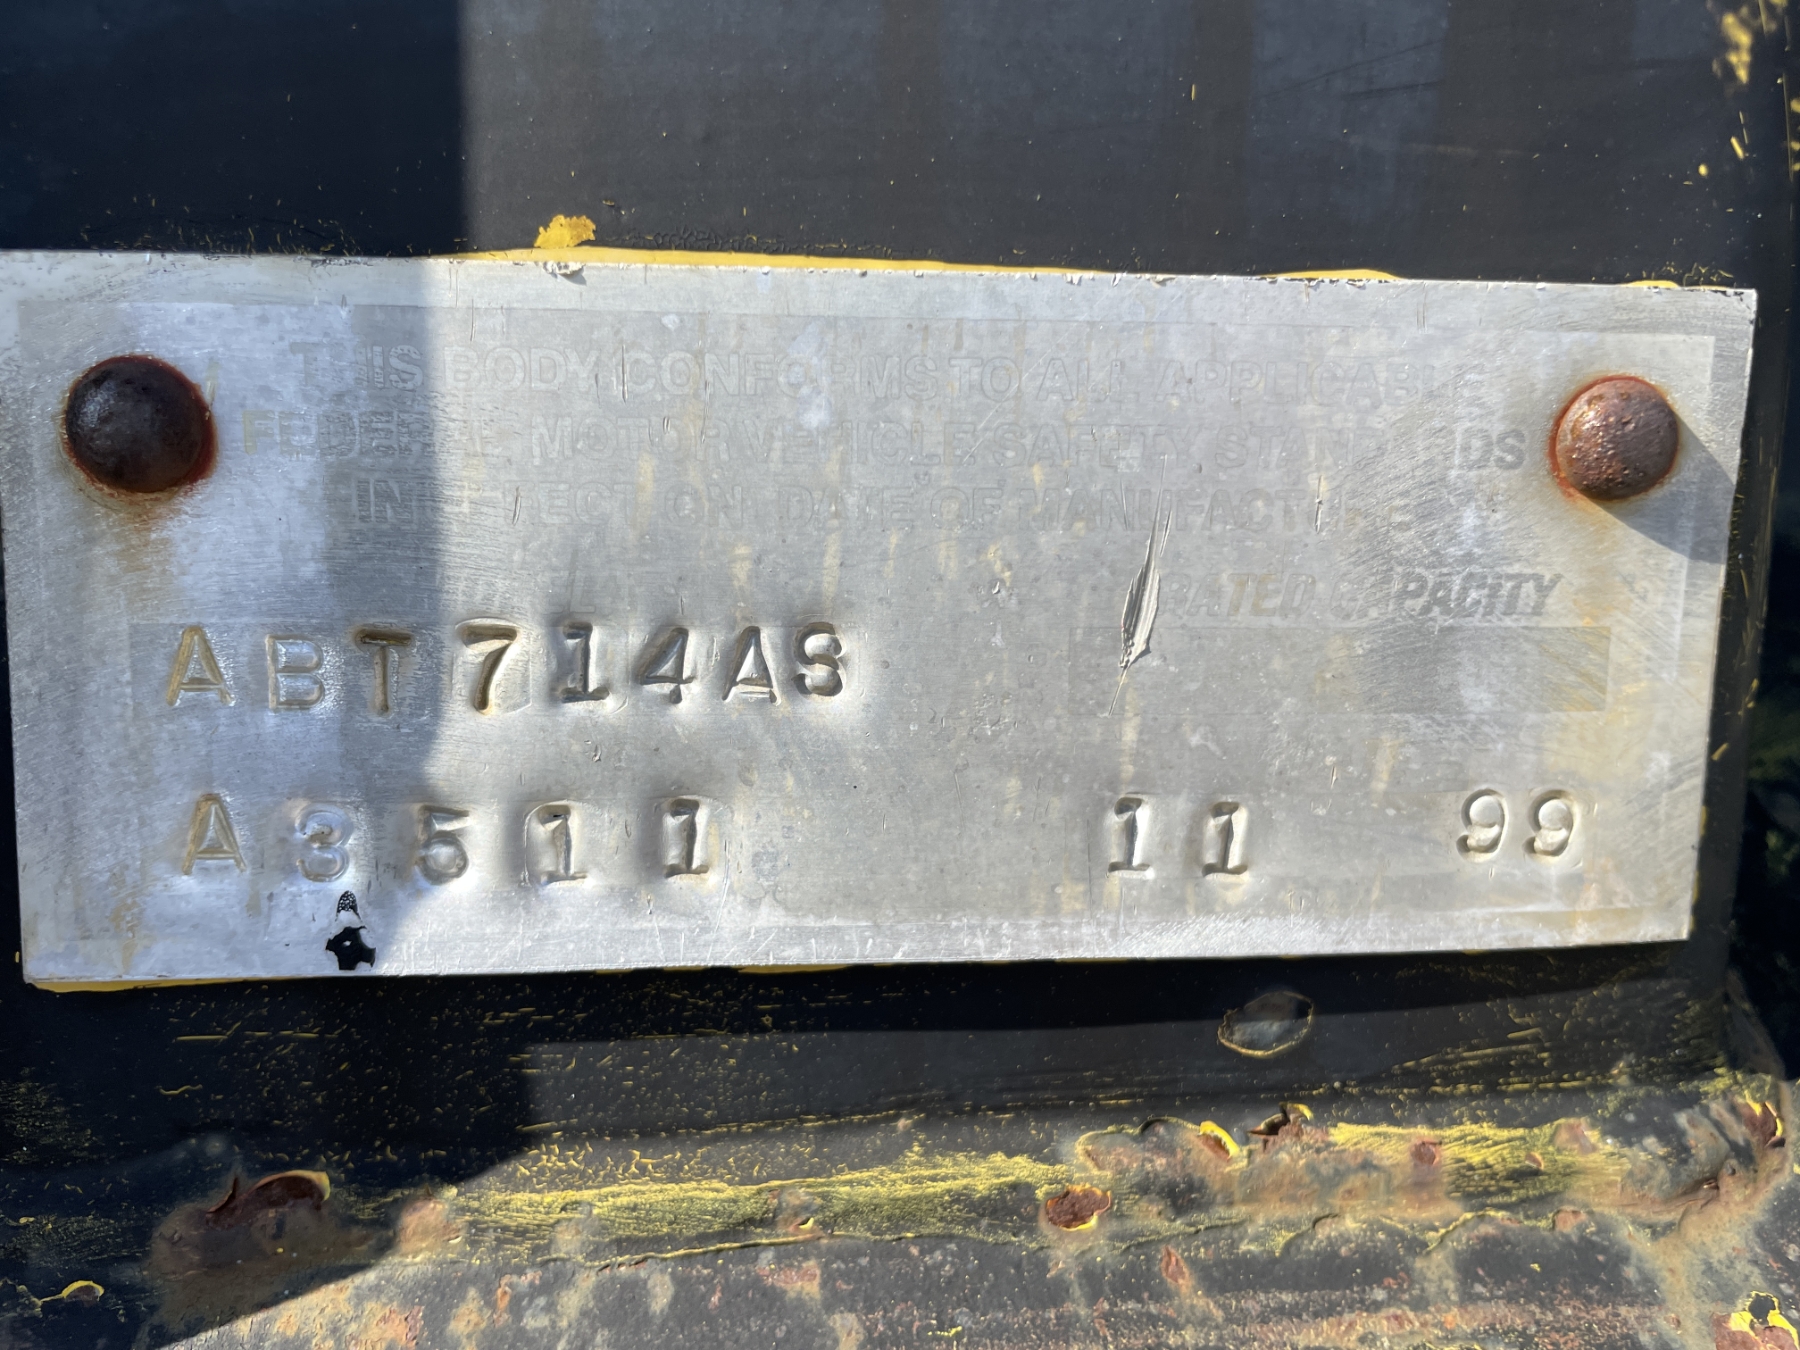 THIS BODY CONFORMS TO ALL APPLICABLE
FEDERAL MOTOR VEHICLE SAFETY STANDARDS
IN EFFECT ON DATE OF MANUFACTURE
RATED CAPACITY
ABT714AS
A3511 11 99